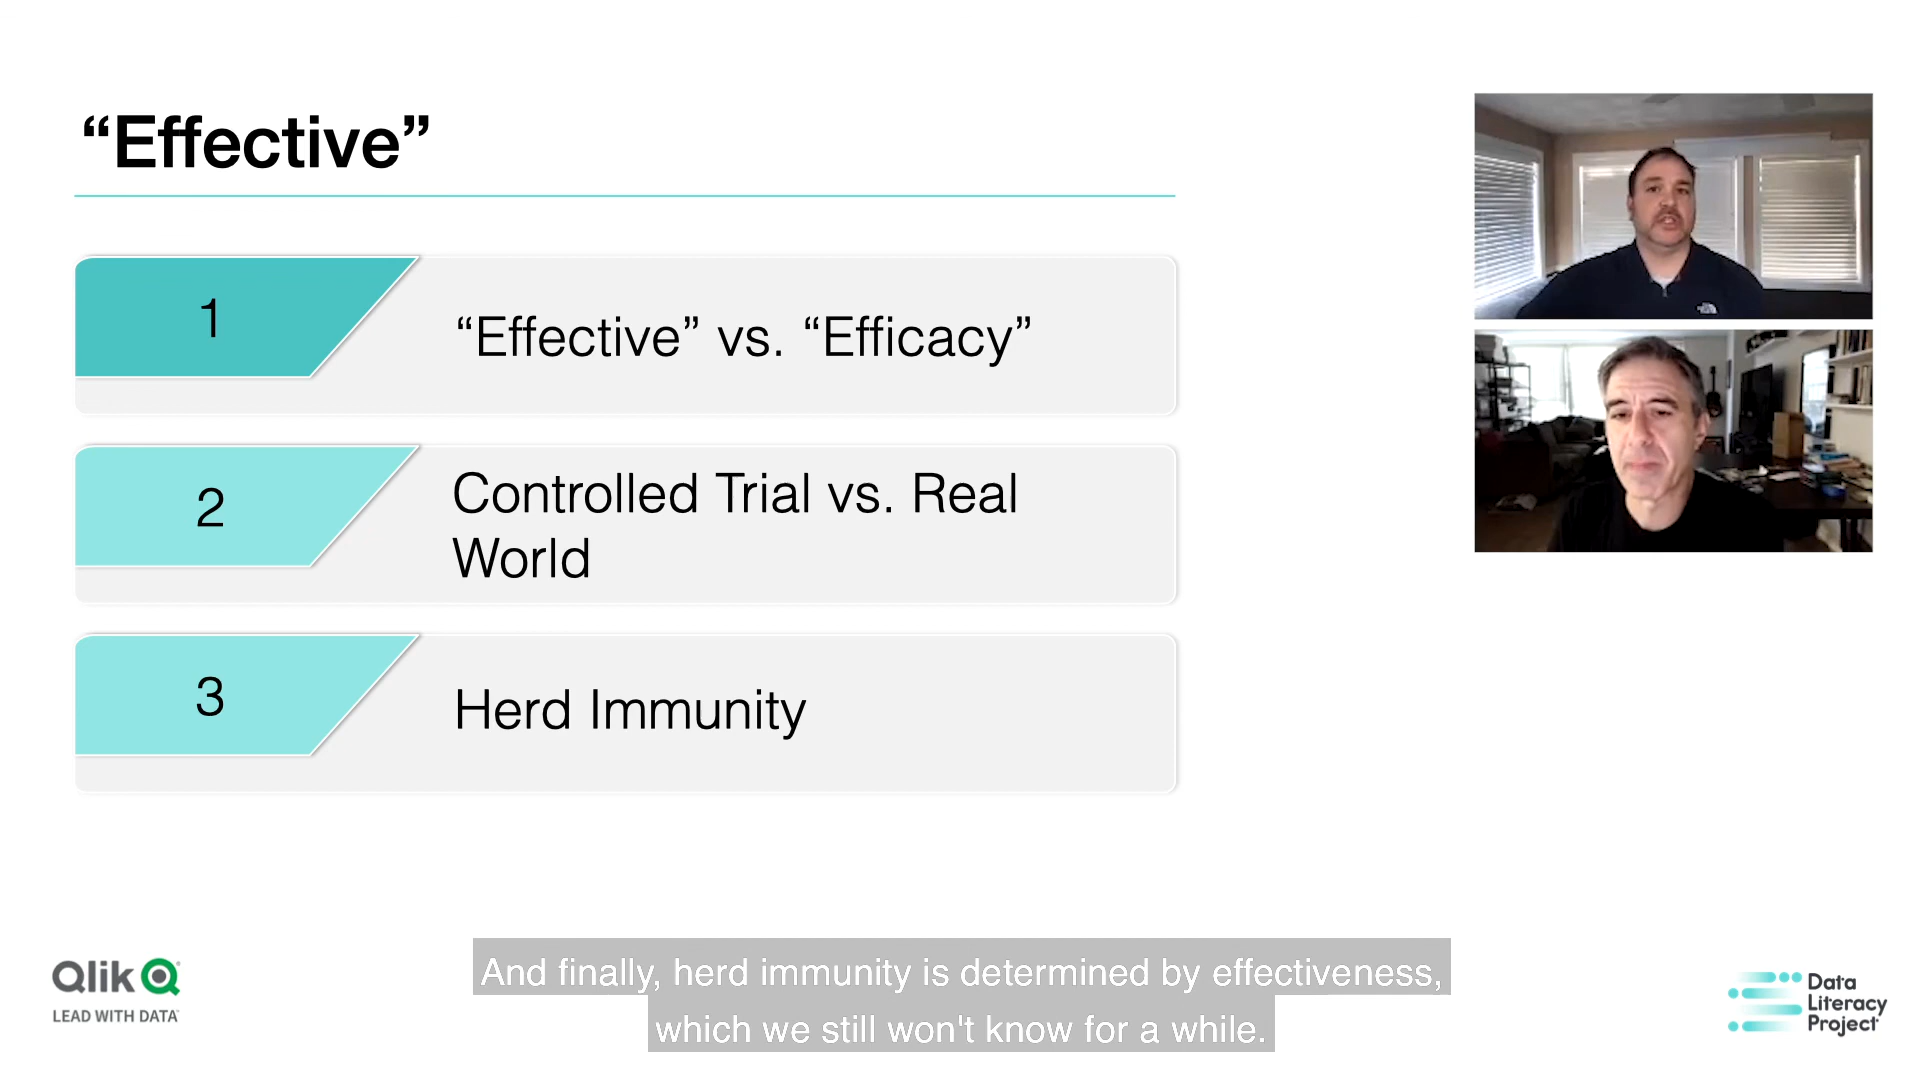 “Effective”
1
“Effective” vs. “Efficacy”
2
Controlled Trial vs. Real
World
3
Herd Immunity
And finally, herd immunity is determined by effectiveness,
which we still won't know for a while.
Qlik
LEAD WITH DATA
Data
Literacy
Project